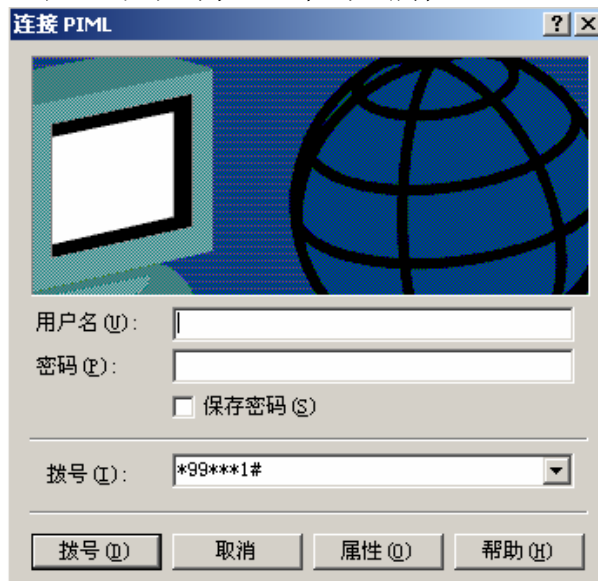 连接 PIML
用户名(U):
密码(P):
保存密码(S)
拨号(I):
*99***1#
拨号(D)
取消
属性(O)
帮助(H)